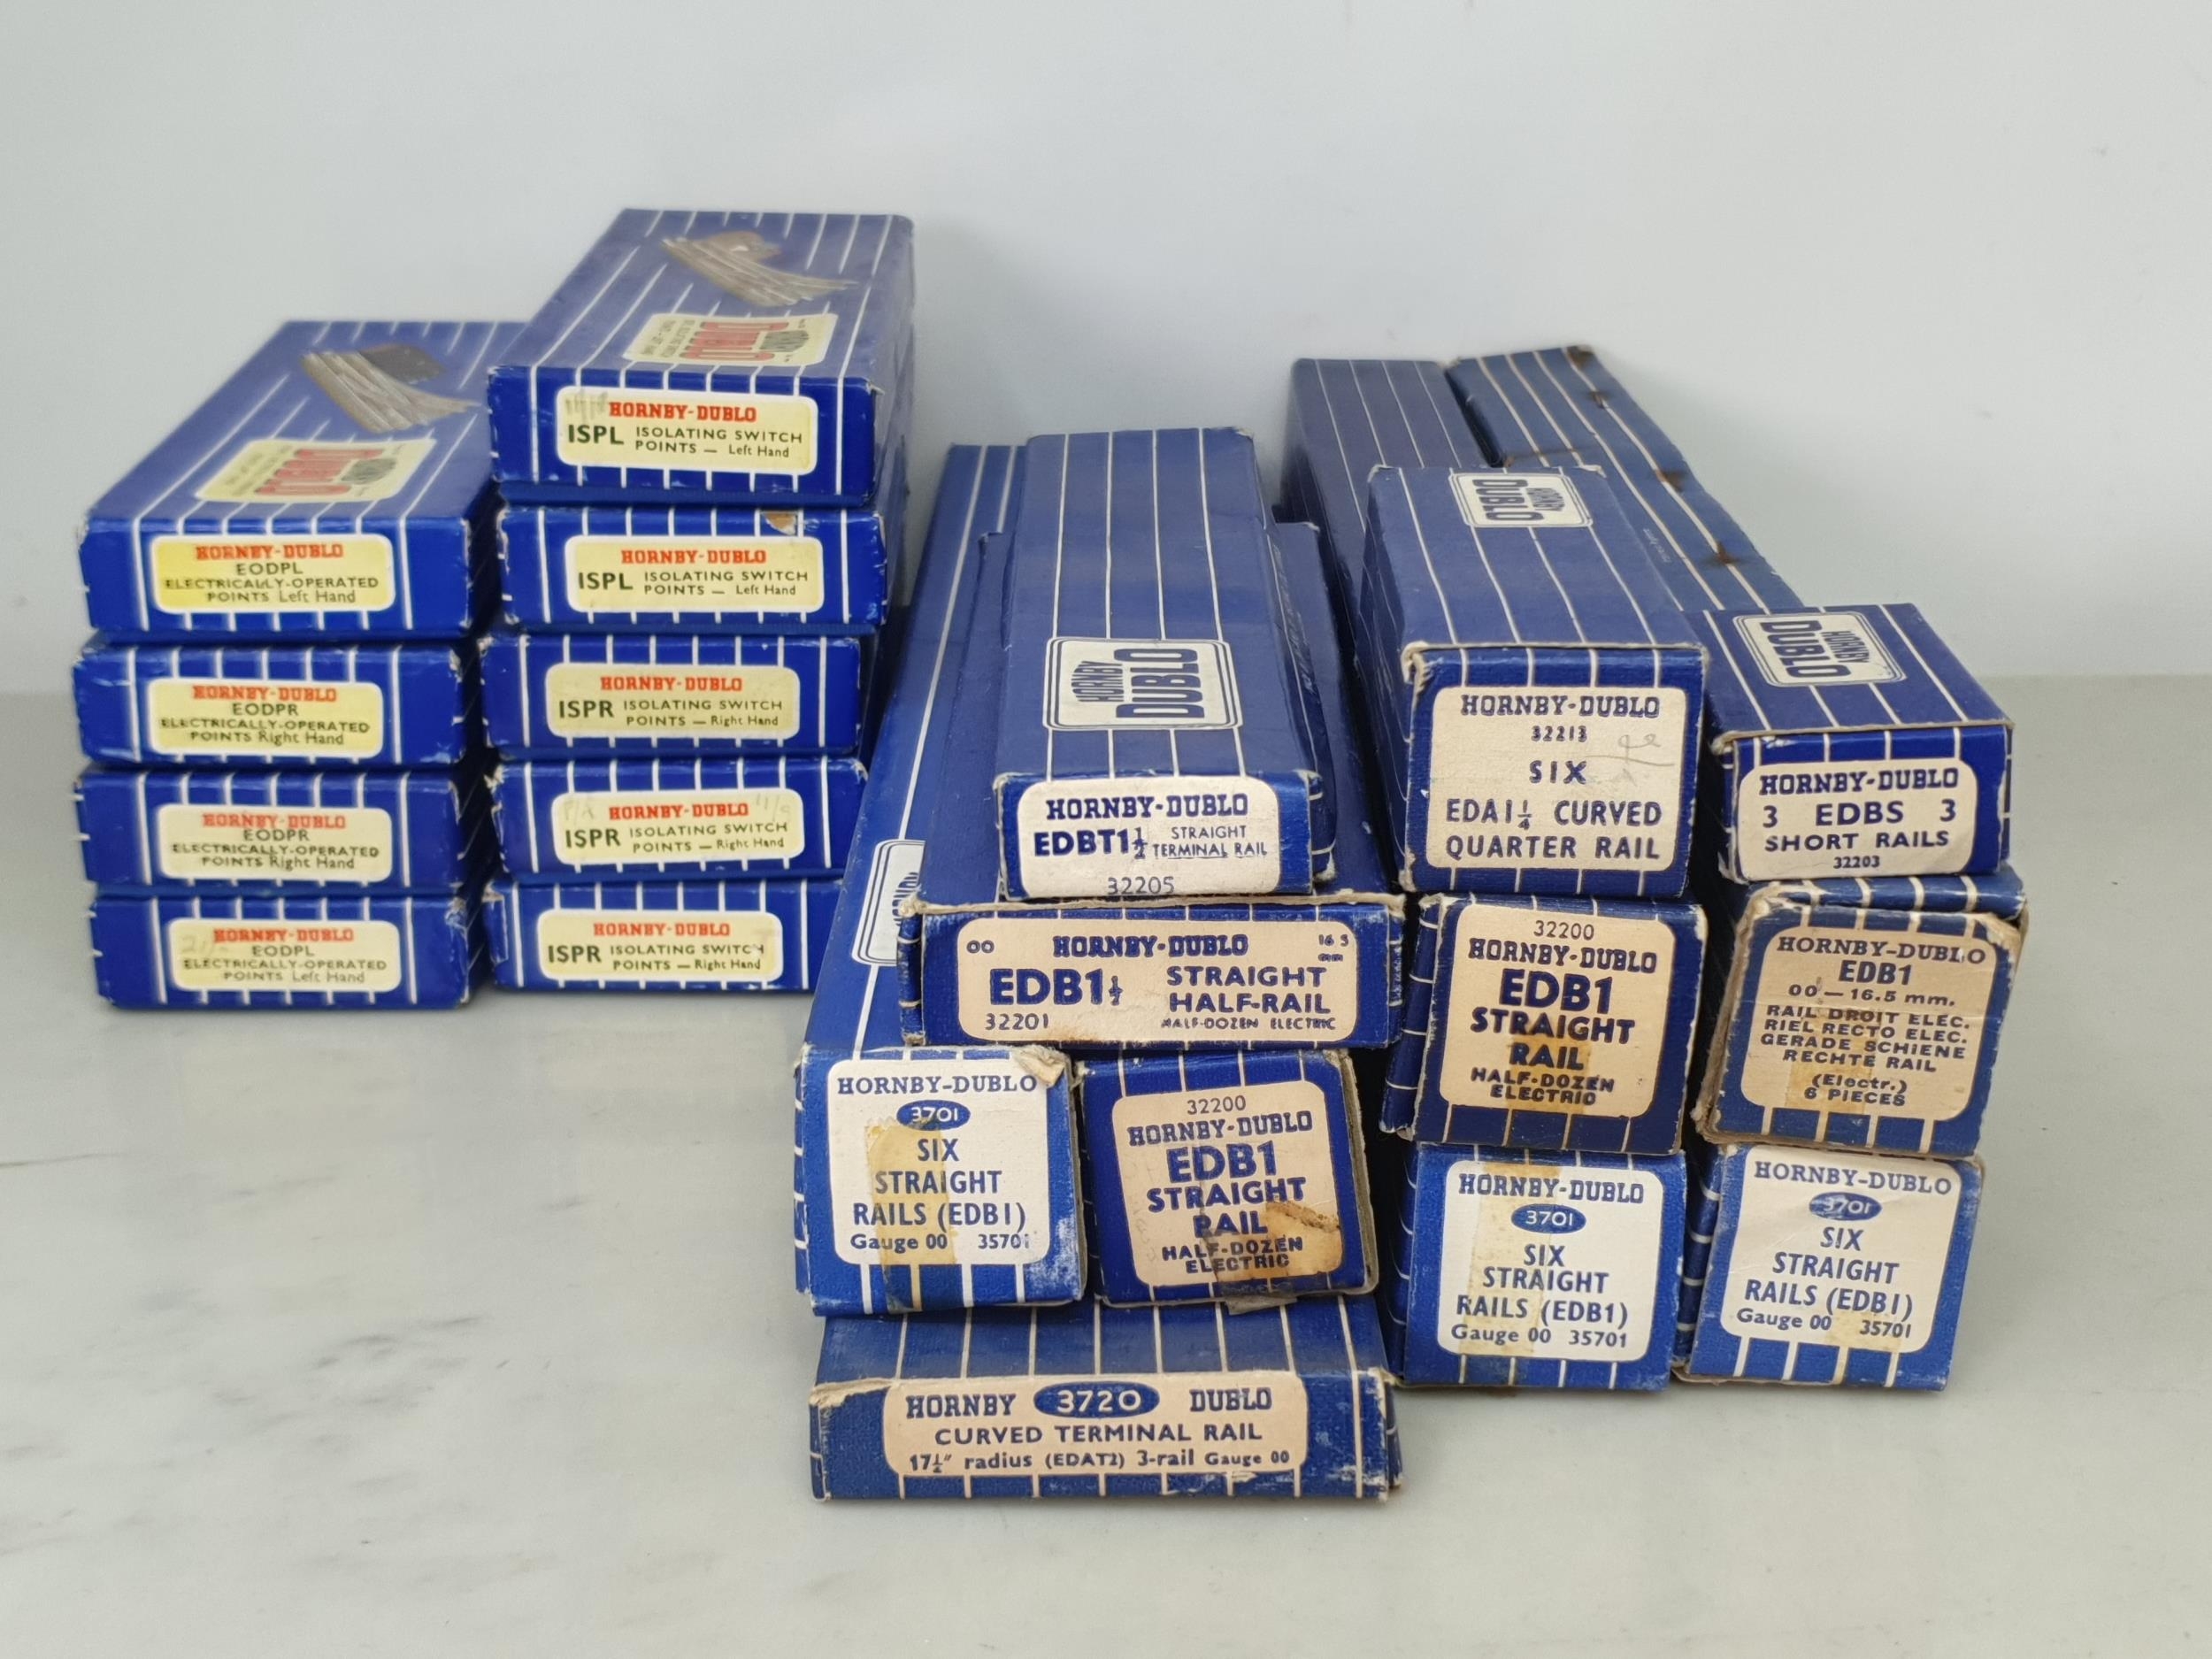 HORNBY-DUBLO
EODPL
ELECTRICALLY-OPERATED
POINTS Left Hand
HORNBY-DUBLO
EODPR
ELECTRICALLY-OPERATED
POINTS Right Hand
HORNBY-DUBLO
EODPR
ELECTRICALLY-OPERATED
POINTS Right Hand
HORNBY-DUBLO
EODPL
ELECTRICALLY-OPERATED
POINTS Left Hand
HORNBY
DUBLO
HORNBY-DUBLO
ISPL ISOLATING SWITCH
POINTS — Left Hand
HORNBY-DUBLO
ISPL ISOLATING SWITCH
POINTS — Left Hand
HORNBY-DUBLO
ISPR ISOLATING SWITCH
POINTS — Right Hand
HORNBY-DUBLO
ISPR ISOLATING SWITCH
POINTS — Right Hand
HORNBY-DUBLO
ISPR ISOLATING SWITCH
POINTS — Right Hand
HORNBY
DUBLO
HORNBY-DUBLO
EDBT1½ STRAIGHT
TERMINAL RAIL
32205
OO HORNBY-DUBLO 16.5
mm
EDB1½ STRAIGHT
HALF-RAIL
32201 HALF-DOZEN ELECTRIC
HORNBY-DUBLO
3701
SIX
STRAIGHT
RAILS (EDB1)
Gauge 00 35701
32200
HORNBY-DUBLO
EDB1
STRAIGHT
RAIL
HALF-DOZEN
ELECTRIC
HORNBY 3720 DUBLO
CURVED TERMINAL RAIL
17¼" radius (EDAT2) 3-rail Gauge 00
HORNBY
DUBLO
HORNBY-DUBLO
32213
SIX
EDA1¼ CURVED
QUARTER RAIL
32200
HORNBY-DUBLO
EDB1
STRAIGHT
RAIL
HALF-DOZEN
ELECTRIC
HORNBY-DUBLO
3701
SIX
STRAIGHT
RAILS (EDB1)
Gauge 00 35701
HORNBY
DUBLO
HORNBY-DUBLO
3 EDBS 3
SHORT RAILS
32203
HORNBY-DUBLO
EDB1
OO — 16.5 mm.
RAIL DROIT ELEC.
RIEL RECTO ELEC.
GERADE SCHIENE
RECHTE RAIL
(Electr.)
6 PIECES
HORNBY-DUBLO
3701
SIX
STRAIGHT
RAILS (EDB1)
Gauge 00 35701